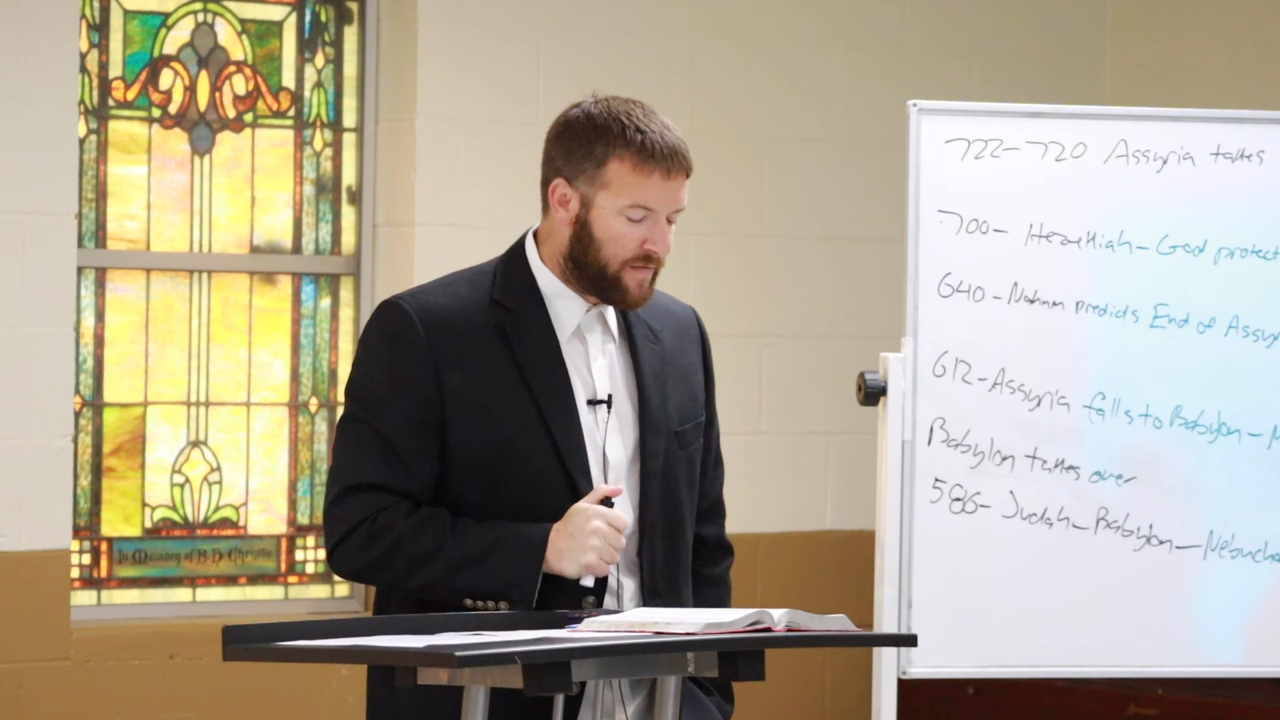 In Memory of B. B. Christie
722-720 Assyria takes
700- Hezekiah-God protect
640-Nahum predicts End of Assy
612-Assyria falls to Babylon-
Babylon takes over
586- Judah-Babylon-Nebucha